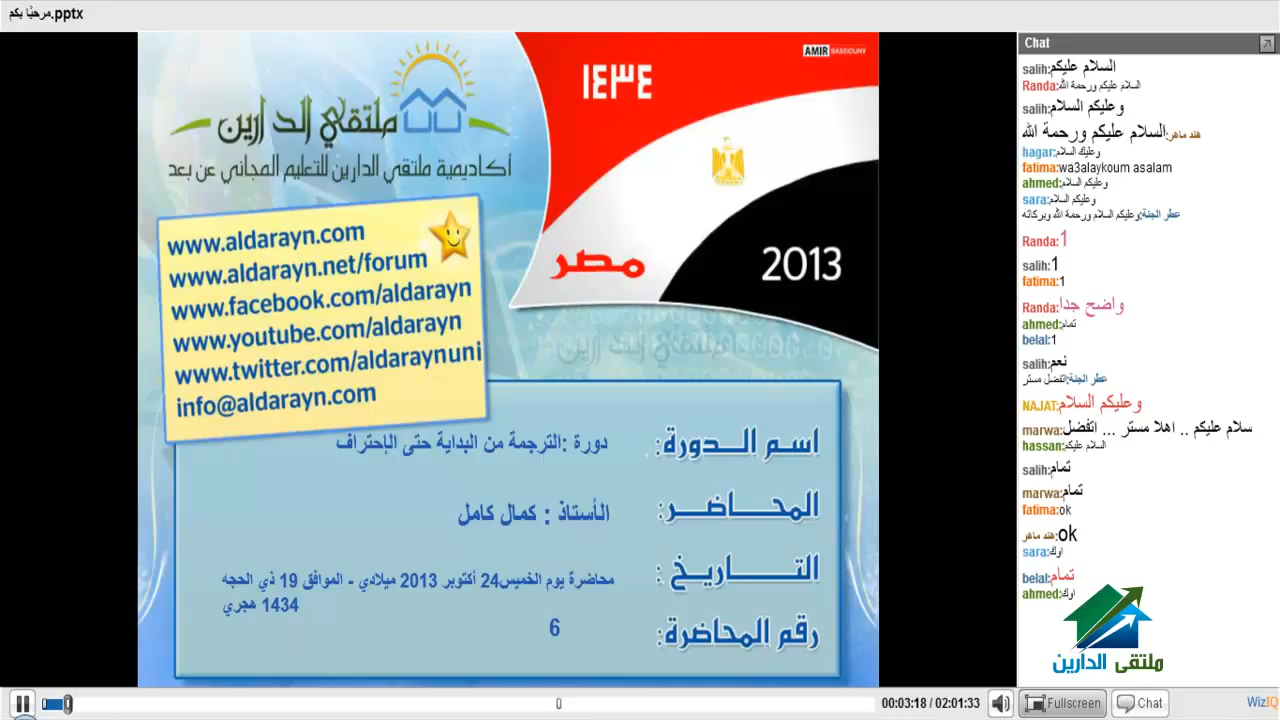 مرحبًا بكم.pptx
AMIR BASSIOUNY
١٤٣٤
ملتقى الدارين
أكاديمية ملتقى الدارين للتعليم المجاني عن بعد
مصر
2013
www.aldarayn.com
www.aldarayn.net/forum
www.facebook.com/aldarayn
www.youtube.com/aldarayn
www.twitter.com/aldaraynuni
info@aldarayn.com
اسم الدورة: دورة :الترجمة من البداية حتى الإحتراف
المحاضر: الأستاذ : كمال كامل
التاريخ : محاضرة يوم الخميس24 أكتوبر 2013 ميلادي - الموافق 19 ذي الحجه
1434 هجري
رقم المحاضرة: 6
Chat
salih:السلام عليكم
Randa:السلام عليكم ورحمة الله
salih:وعليكم السلام
هند ماهر:السلام عليكم ورحمة الله
hagar:وعليك السلام
fatima:wa3alaykoum asalam
ahmed:وعليكم السلام
sara:وعليكم السلام
عطر الجنة:وعليكم السلام ورحمة الله وبركاته
Randa:1
salih:1
fatima:1
Randa:واضح جدا
ahmed:تمام
belal:1
salih:نعم
عطر الجنة:اتفضل مستر
NAJAT:وعليكم السلام
marwa:سلام عليكم .. اهلا مستر ... اتفضل
hassan:السلام عليكم
salih:تمام
marwa:تمام
fatima:ok
هند ماهر:ok
sara:اوك
belal:تمام
ahmed:اوك
ملتقى الدارين
00:03:18 / 02:01:33
Fullscreen
Chat
WizIQ